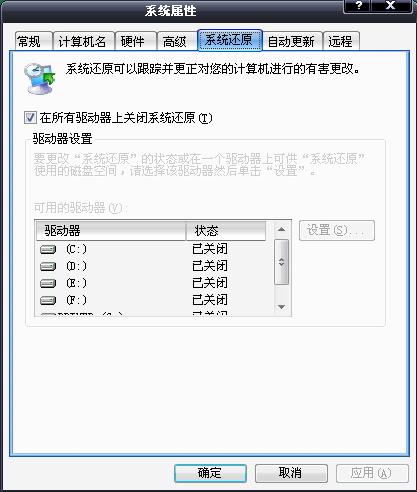 系统属性
常规 计算机名 硬件 高级 系统还原 自动更新 远程
系统还原可以跟踪并更正对您的计算机进行的有害更改。
在所有驱动器上关闭系统还原(T)
驱动器设置
要更改“系统还原”的状态或在一个驱动器上可供“系统还原”
使用的磁盘空间，请选择该驱动器然后单击“设置”。
可用的驱动器(V):
驱动器 状态
设置(S)...
(C:) 已关闭
(D:) 已关闭
(E:) 已关闭
(F:) 已关闭
确定 取消 应用(A)